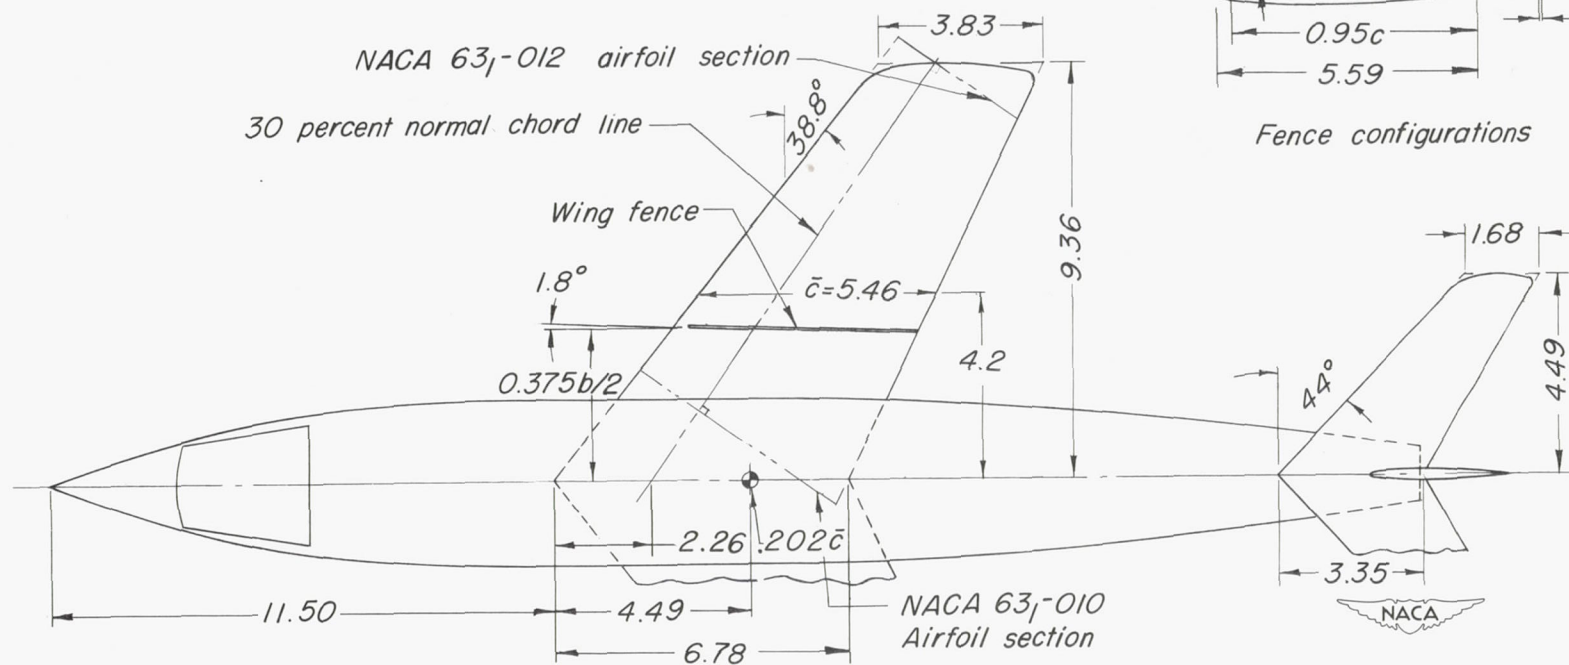 3.83
0.95c
5.59
NACA 63₁-012 airfoil section
38.8°
30 percent normal chord line
Fence configurations
Wing fence
9.36
1.68
1.8°
c̄=5.46
0.375b/2
4.2
44°
4.49
2.26 .202c̄
3.35
11.50
4.49
NACA 63₁-010
Airfoil section
NACA
6.78